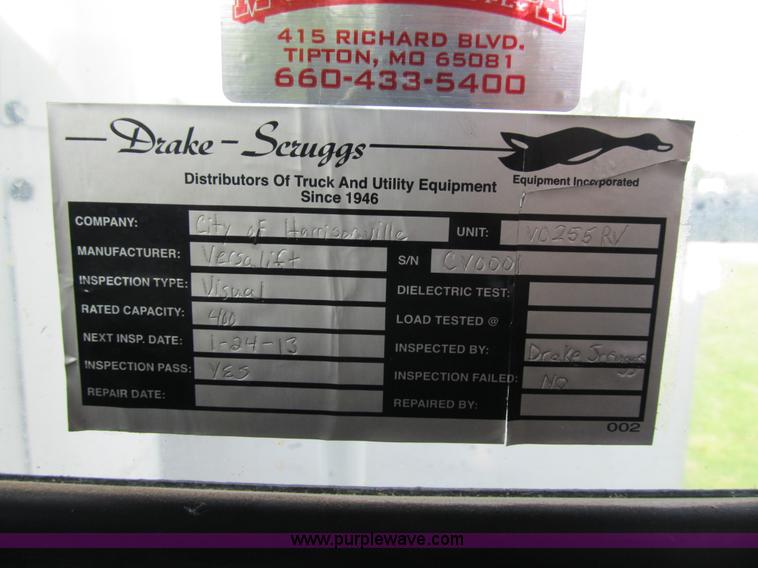 415 RICHARD BLVD.
TIPTON, MO 65081
660-433-5400
Drake-Scruggs
Equipment Incorporated
Distributors Of Truck And Utility Equipment
Since 1946
COMPANY: City of Harrisonville UNIT: VO255RV
MANUFACTURER: Versalift S/N CY0001
INSPECTION TYPE: Visual DIELECTRIC TEST:
RATED CAPACITY: 400 LOAD TESTED @
NEXT INSP. DATE: 1-24-13 INSPECTED BY: Drake Scruggs
INSPECTION PASS: YES INSPECTION FAILED: NO
REPAIR DATE: REPAIRED BY:
002
www.purplewave.com